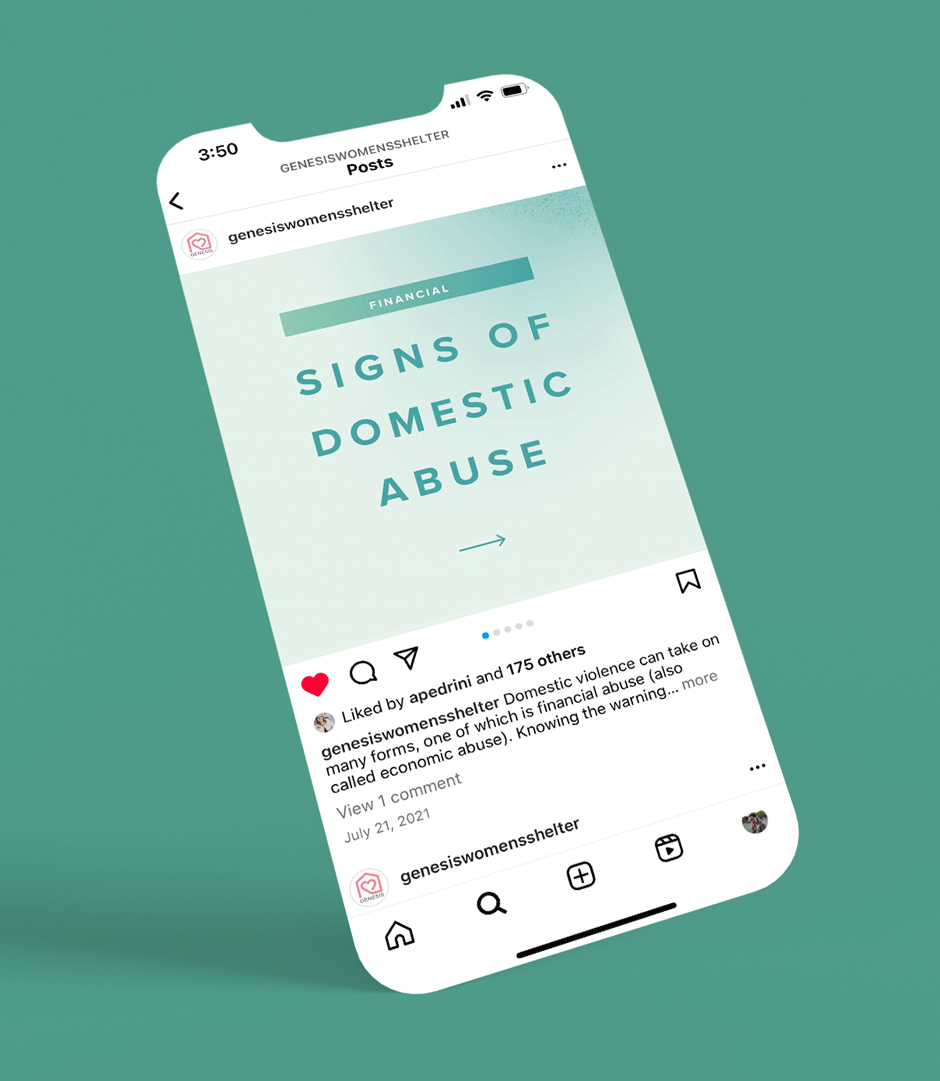 3:50
GENESISWOMENSSHELTER
Posts
genesiswomensshelter
GENESIS
FINANCIAL
SIGNS OF
DOMESTIC
ABUSE
Liked by apedrini and 175 others
genesiswomensshelter Domestic violence can take on
many forms, one of which is financial abuse (also
called economic abuse). Knowing the warning... more
View 1 comment
July 21, 2021
genesiswomensshelter
GENESIS